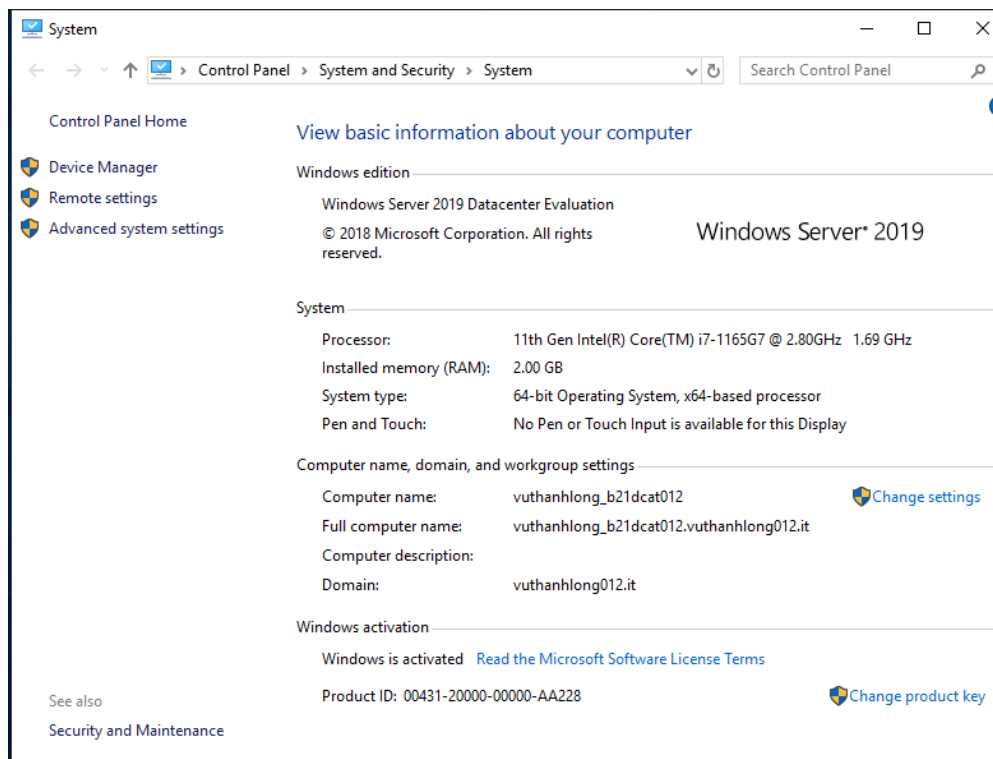 System
Control Panel > System and Security > System
Search Control Panel
Control Panel Home
Device Manager
Remote settings
Advanced system settings
View basic information about your computer
Windows edition
Windows Server 2019 Datacenter Evaluation
© 2018 Microsoft Corporation. All rights
reserved.
Windows Server® 2019
System
Processor: 11th Gen Intel(R) Core(TM) i7-1165G7 @ 2.80GHz 1.69 GHz
Installed memory (RAM): 2.00 GB
System type: 64-bit Operating System, x64-based processor
Pen and Touch: No Pen or Touch Input is available for this Display
Computer name, domain, and workgroup settings
Computer name: vuthanhlong_b21dcat012 Change settings
Full computer name: vuthanhlong_b21dcat012.vuthanhlong012.it
Computer description:
Domain: vuthanhlong012.it
Windows activation
Windows is activated Read the Microsoft Software License Terms
Product ID: 00431-20000-00000-AA228 Change product key
See also
Security and Maintenance